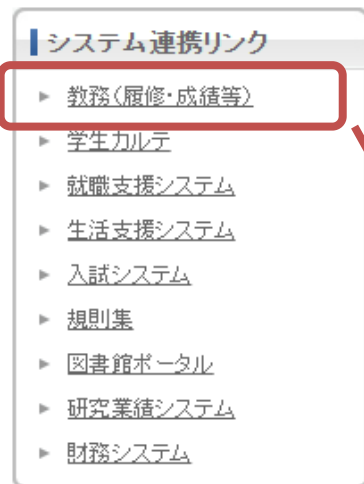 システム連携リンク
教務(履修・成績等)
学生カルテ
就職支援システム
生活支援システム
入試システム
規則集
図書館ポータル
研究業績システム
財務システム